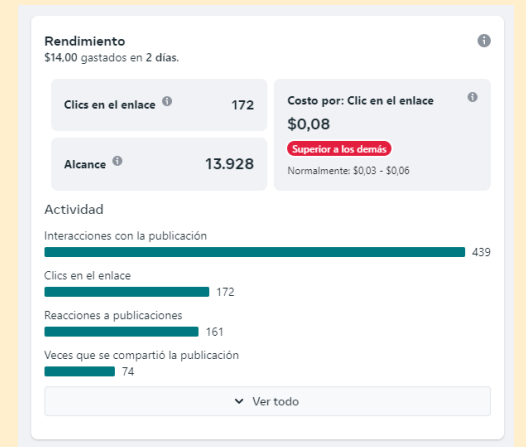 Rendimiento
$14,00 gastados en 2 días.
Clics en el enlace 172
Alcance 13.928
Costo por: Clic en el enlace
$0,08
Superior a los demás
Normalmente: $0,03 - $0,06
Actividad
Interacciones con la publicación
439
Clics en el enlace
172
Reacciones a publicaciones
161
Veces que se compartió la publicación
74
Ver todo